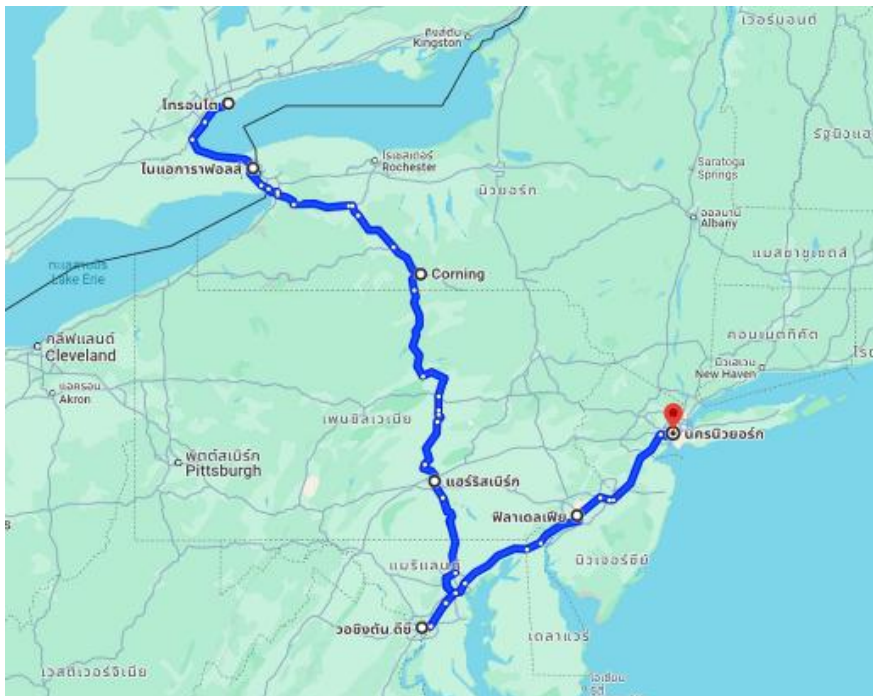 เวอร์มอนต์
คิงส์ตัน
Kingston
โทรอนโต
ไนแอการาฟอลส์
โรเชสเตอร์
Rochester
นิวยอร์ก
Saratoga
Springs
ออลบานี
Albany
แมสซาชูเซตส์
ทะเลสาบอีรี
Lake Erie
Corning
คลีฟแลนด์
Cleveland
คอนเนตทิคัต
นิวเฮเวน
New Haven
แอครอน
Akron
เพนซิลเวเนีย
นครนิวยอร์ก
พิตต์สเบิร์ก
Pittsburgh
แฮร์ริสเบิร์ก
ฟิลาเดลเฟีย
นิวเจอร์ซีย์
แมริแลนด์
วอชิงตัน ดีซี
เดลาแวร์
เวสต์เวอร์จิเนีย